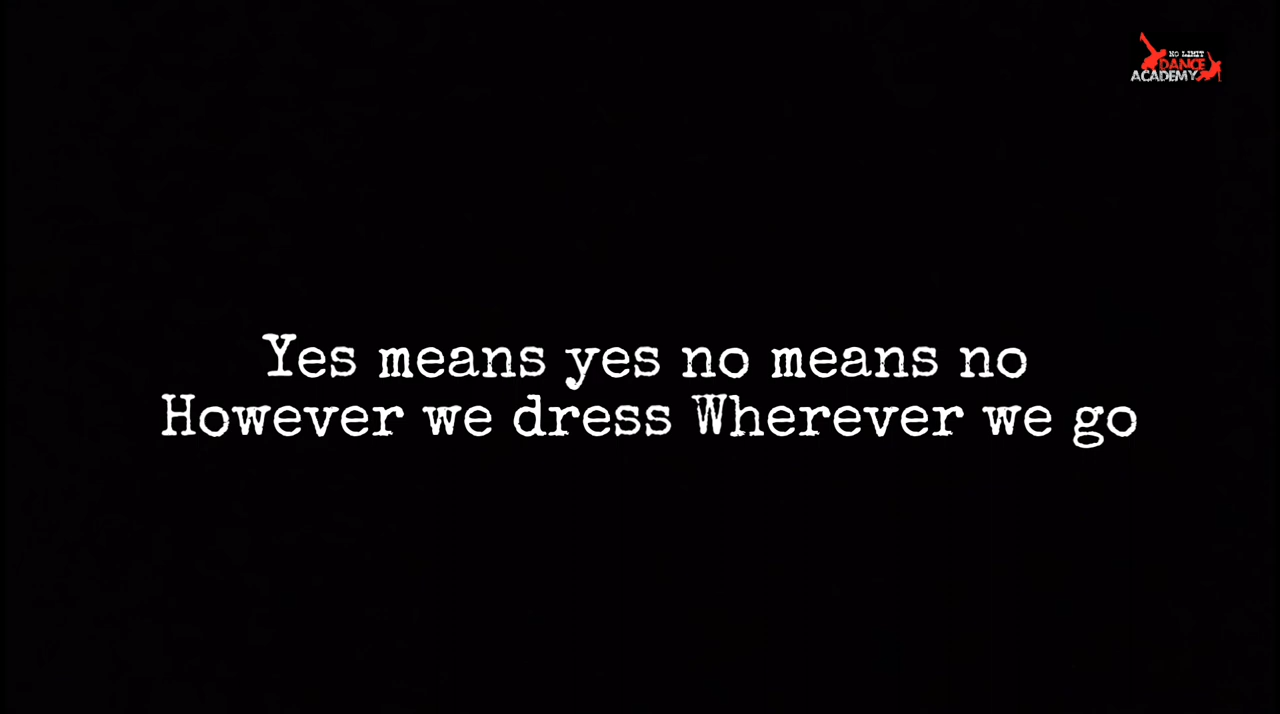 NO LIMIT
DANCE
ACADEMY
Yes means yes no means no
However we dress Wherever we go